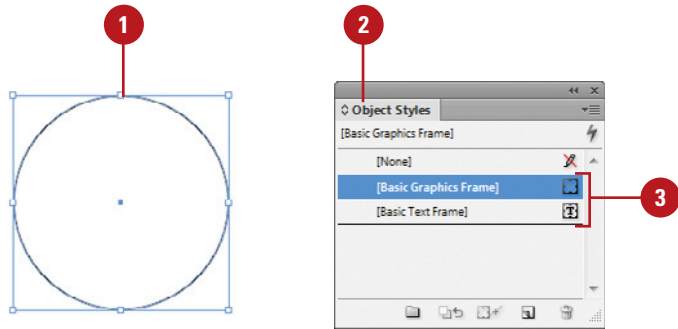 1
2
Object Styles
[Basic Graphics Frame]
[None]
[Basic Graphics Frame]
[Basic Text Frame]
3